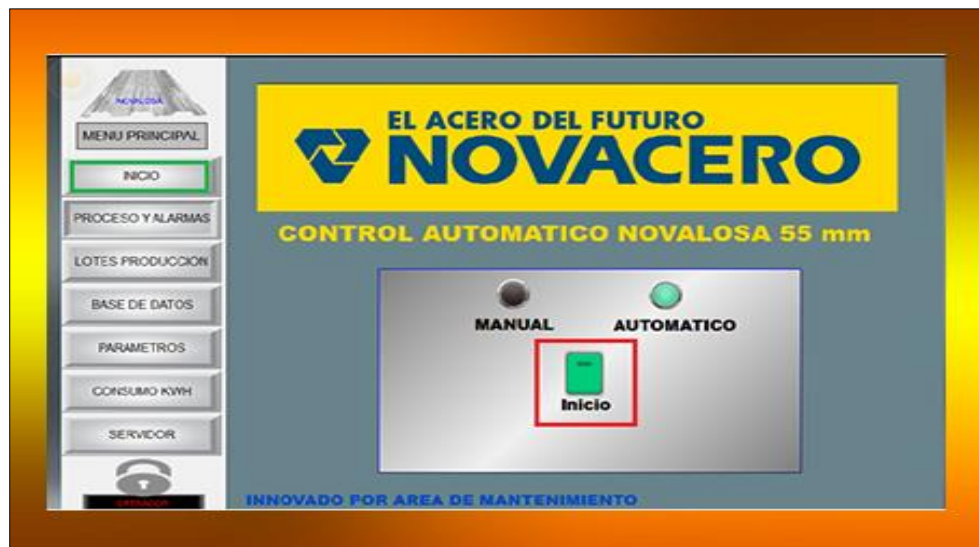 NOVALOSA
MENU PRINCIPAL
INICIO
PROCESO Y ALARMAS
LOTES PRODUCCION
BASE DE DATOS
PARAMETROS
CONSUMO KWH
SERVIDOR
OPERADOR
EL ACERO DEL FUTURO
NOVACERO
CONTROL AUTOMATICO NOVALOSA 55 mm
MANUAL AUTOMATICO
Inicio
INNOVADO POR AREA DE MANTENIMIENTO